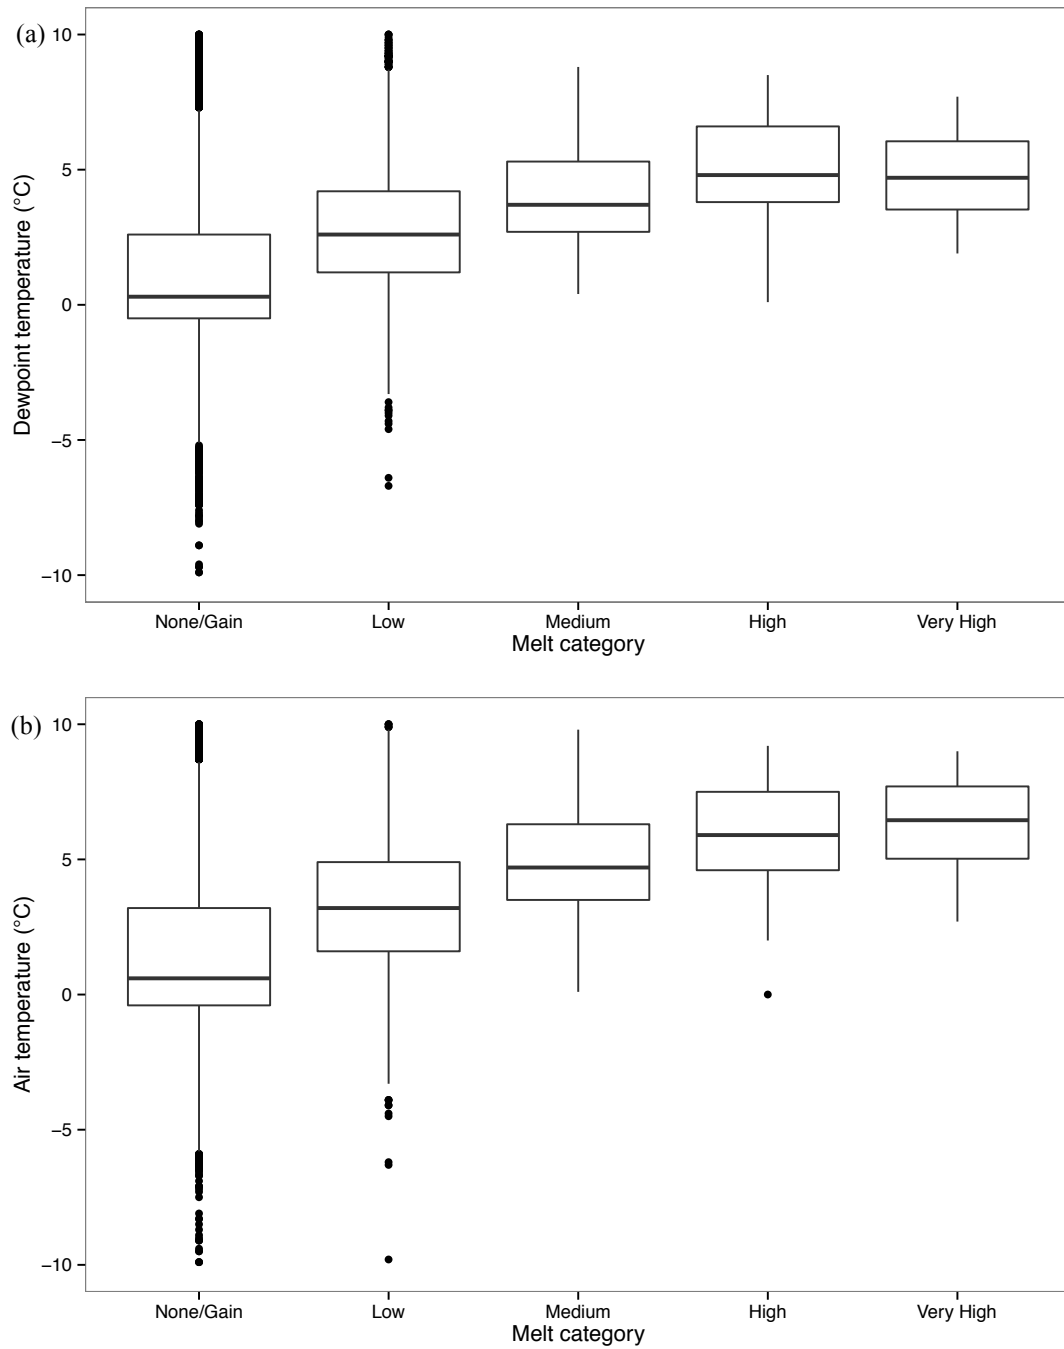 (a)
10
5
0
−5
−10
Dewpoint temperature (°C)
None/Gain Low Medium High Very High
Melt category
(b)
10
5
0
−5
−10
Air temperature (°C)
None/Gain Low Medium High Very High
Melt category